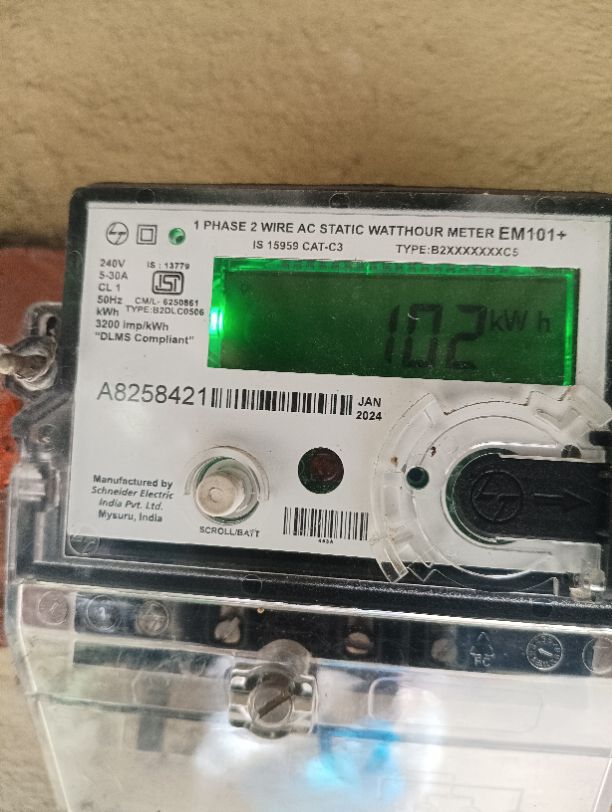 1 PHASE 2 WIRE AC STATIC WATTHOUR METER EM101+
IS 15959 CAT-C3 TYPE:B2XXXXXXXC5
240V
5-30A
CL 1
50Hz
kWh
3200 imp/kWh
"DLMS Compliant"
IS : 13779
ISI
CM/L- 6250861
TYPE:B2DLC0506
102 kW h
A8258421
JAN
2024
Manufactured by
Schneider Electric
India Pvt. Ltd.
Mysuru, India
SCROLL/BATT
PC